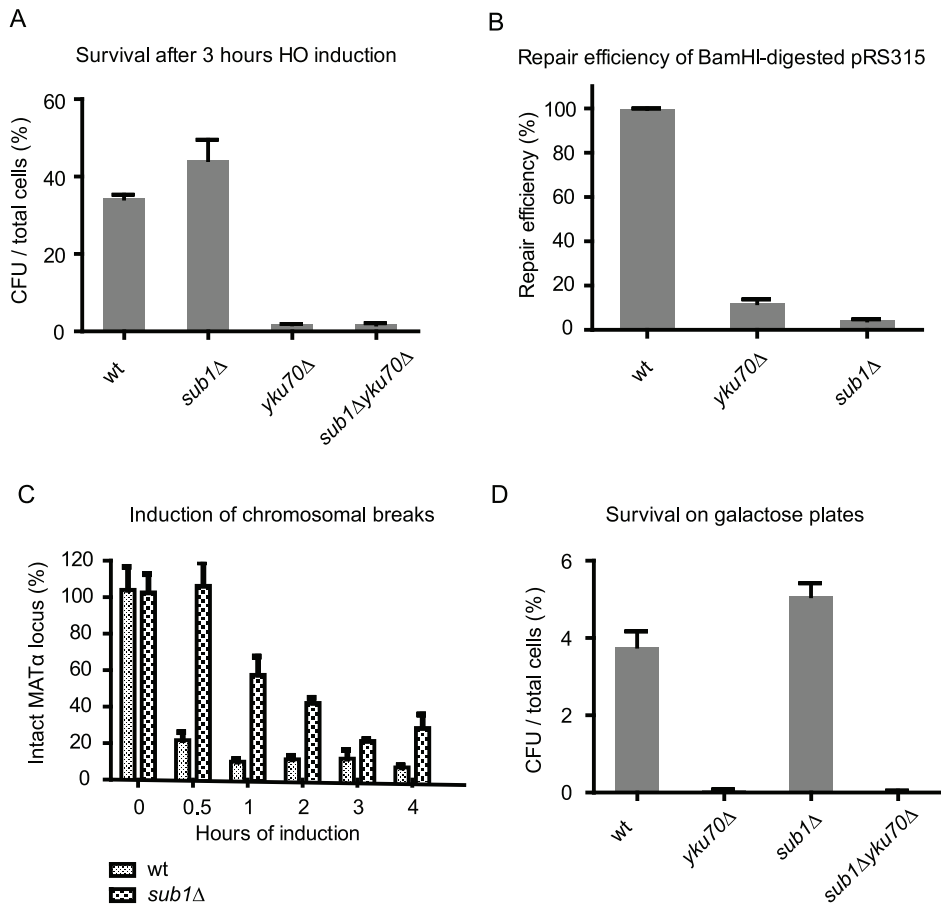 A
Survival after 3 hours HO induction
CFU / total cells (%)
60
40
20
0
wt
sub1Δ
yku70Δ
sub1Δyku70Δ
B
Repair efficiency of BamHI-digested pRS315
Repair efficiency (%)
100
80
60
40
20
0
wt
yku70Δ
sub1Δ
C
Induction of chromosomal breaks
Intact MATα locus (%)
120
100
80
60
40
20
0
0 0.5 1 2 3 4
Hours of induction
wt
sub1Δ
D
Survival on galactose plates
CFU / total cells (%)
6
4
2
0
wt
yku70Δ
sub1Δ
sub1Δyku70Δ